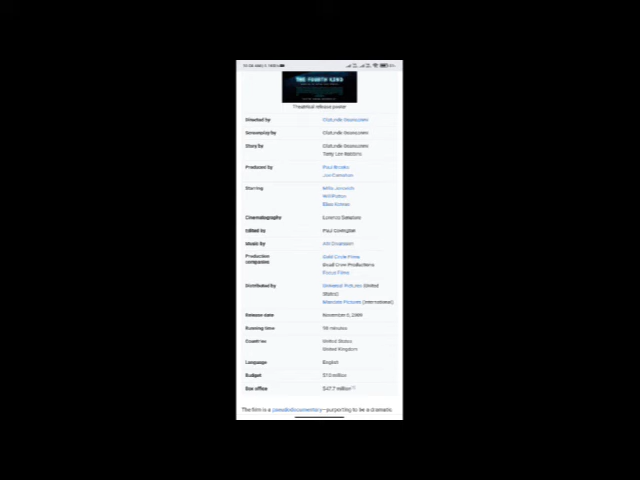 THE FOURTH KIND
Theatrical release poster
Directed by Olatunde Osunsanmi
Screenplay by Olatunde Osunsanmi
Story by Olatunde Osunsanmi
Terry Lee Robbins
Produced by Paul Brooks
Joe Carnahan
Starring Milla Jovovich
Will Patton
Elias Koteas
Cinematography Lorenzo Senatore
Edited by Paul Covington
Music by Atli Örvarsson
Production
companies
Gold Circle Films
Dead Crow Productions
Focus Films
Distributed by Universal Pictures (United
States)
Pictures (International)
Release date November 6, 2009
Running time 98 minutes
Countries United States
United Kingdom
Language English
Budget $10 million
Box office $47.7 million
The film is a pseudodocumentary—purporting to be a dramatic